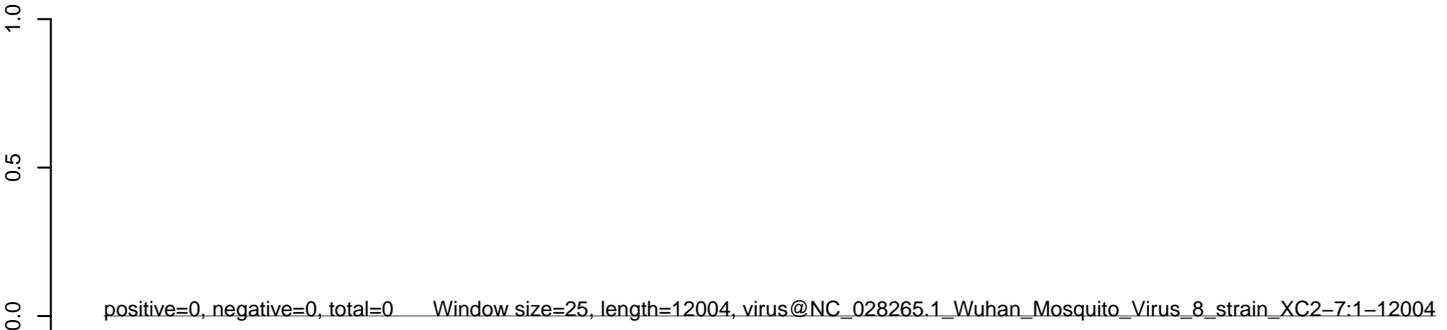 1.0
0.5
0.0
positive=0, negative=0, total=0 Window size=25, length=12004, virus@NC_028265.1_Wuhan_Mosquito_Virus_8_strain_XC2−7:1−12004